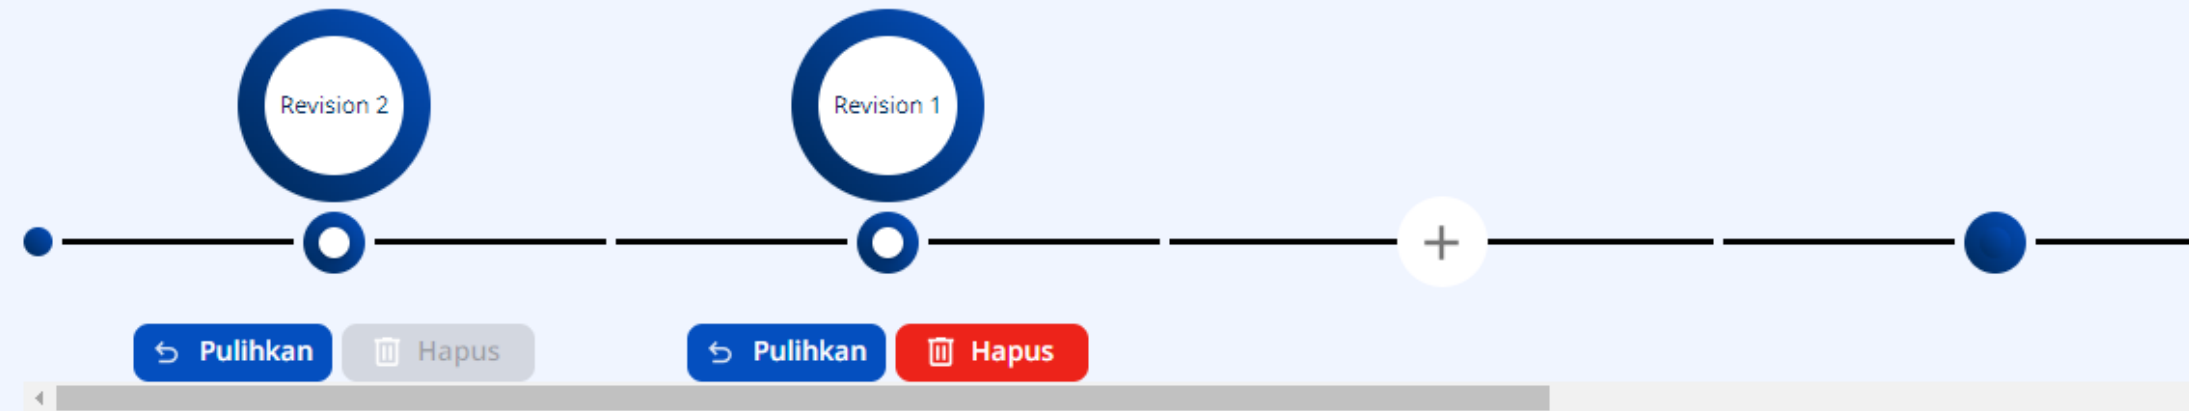 Revision 2
Revision 1
Pulihkan
Hapus
Pulihkan
Hapus